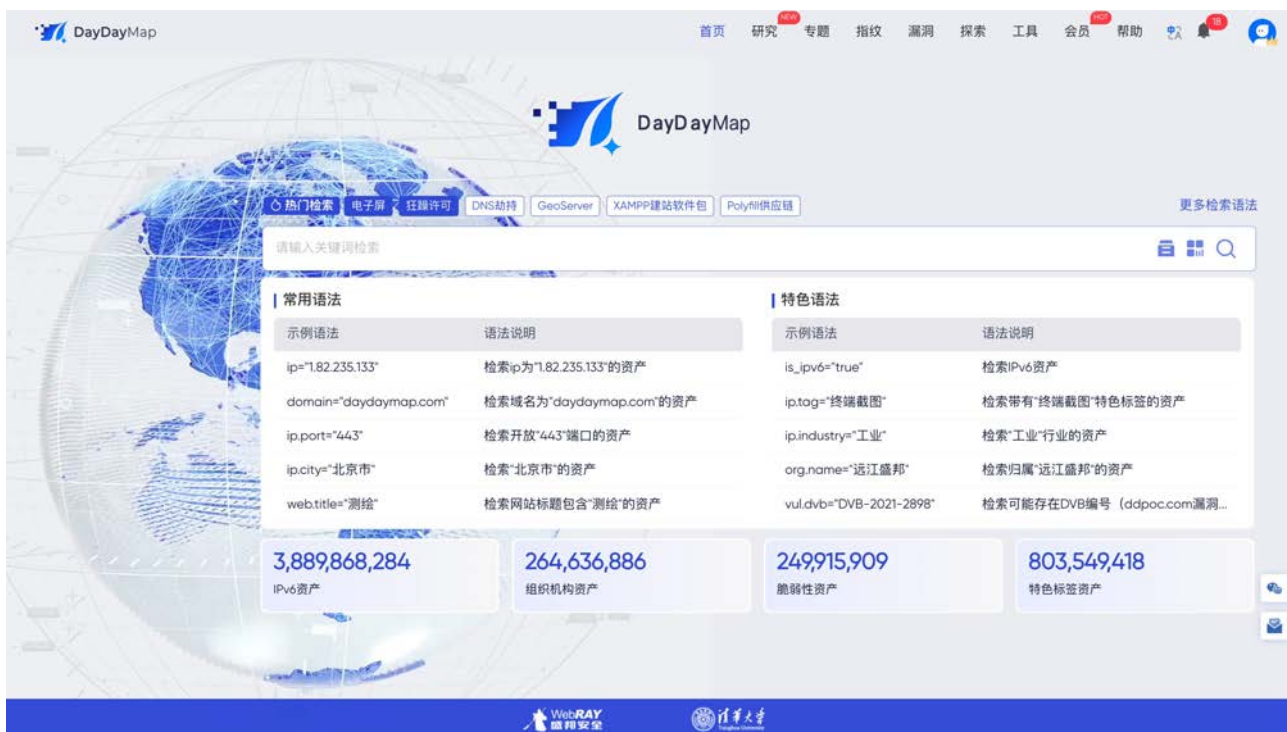 DayDayMap 首页 研究 NEW 专题 指纹 漏洞 探索 工具 会员 HOT 帮助 18
DayDayMap
热门检索 电子屏 狂躁许可 DNS劫持 GeoServer XAMPP建站软件包 Polyfill供应链 更多检索语法
请输入关键词检索
常用语法 特色语法
示例语法 语法说明 示例语法 语法说明
ip="1.82.235.133" 检索ip为"1.82.235.133"的资产 is_ipv6="true" 检索IPv6资产
domain="daydaymap.com" 检索域名为"daydaymap.com"的资产 ip.tag="终端截图" 检索带有"终端截图"特色标签的资产
ip.port="443" 检索开放"443"端口的资产 ip.industry="工业" 检索"工业"行业的资产
ip.city="北京市" 检索"北京市"的资产 org.name="远江盛邦" 检索归属"远江盛邦"的资产
web.title="测绘" 检索网站标题包含"测绘"的资产 vul.dvb="DVB-2021-2898" 检索可能存在DVB编号（ddpoc.com漏洞...
3,889,868,284 264,636,886 249,915,909 803,549,418
IPv6资产 组织机构资产 脆弱性资产 特色标签资产
WebRAY 清华大学
盛邦安全 Tsinghua University